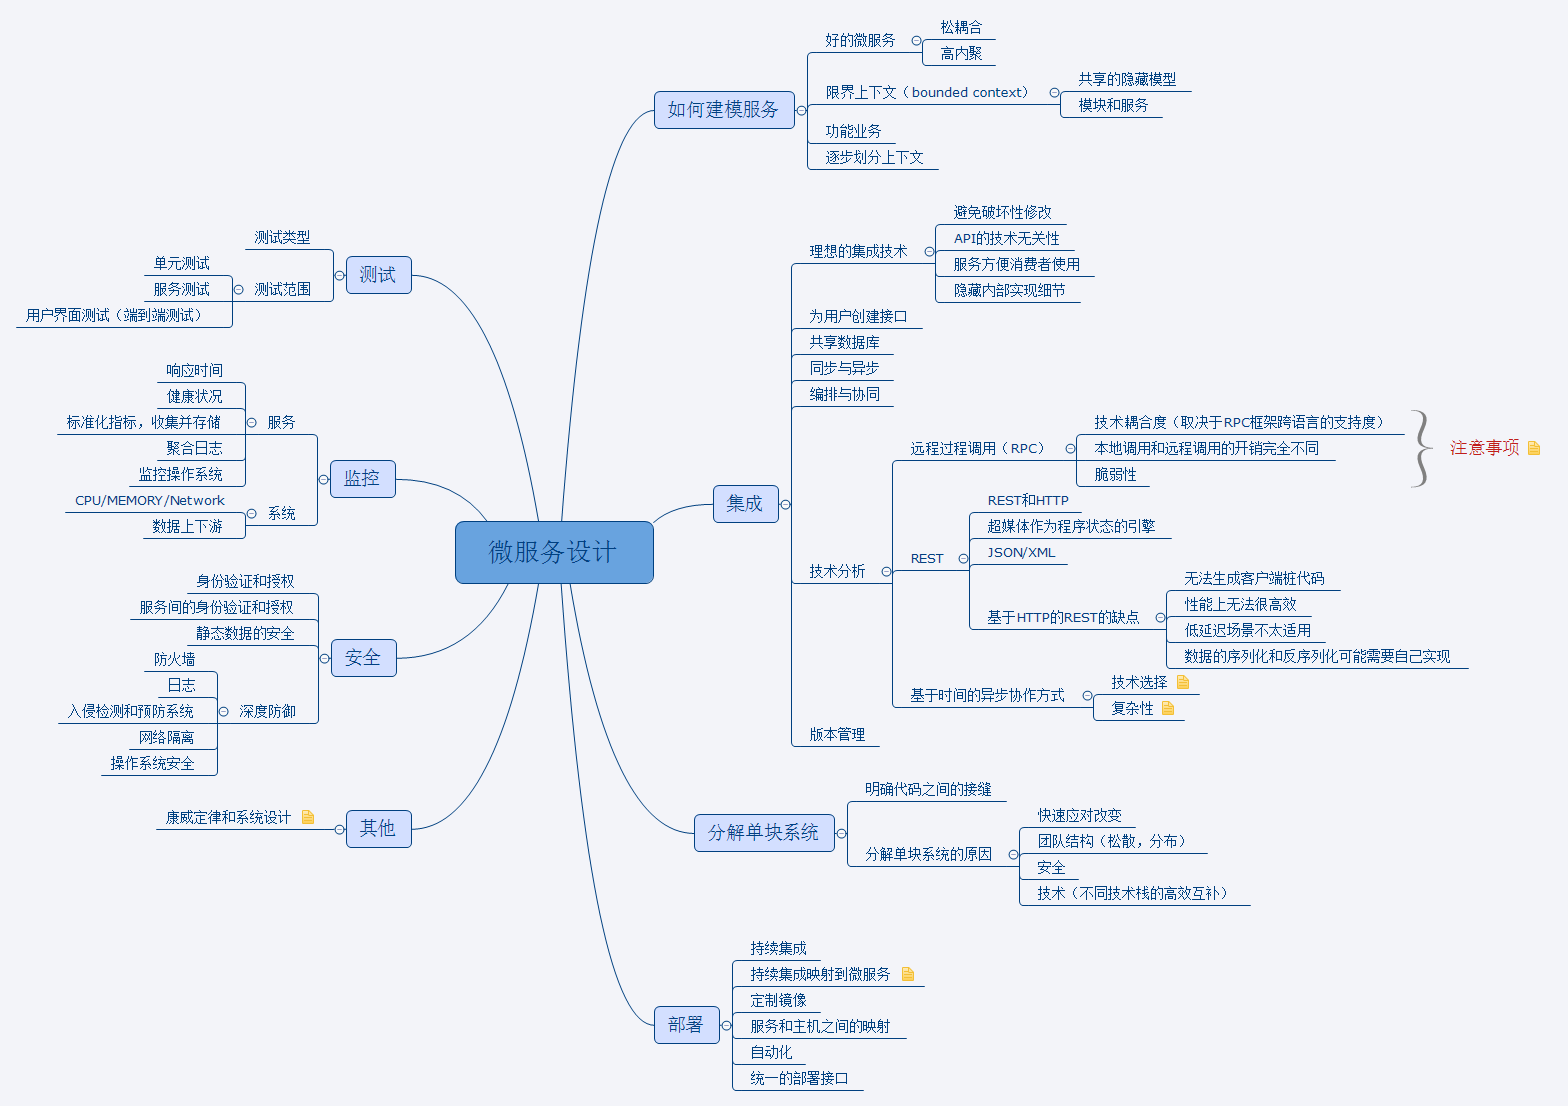 微服务设计
如何建模服务
好的微服务
松耦合
高内聚
限界上下文（bounded context）
共享的隐藏模型
模块和服务
功能业务
逐步划分上下文
集成
理想的集成技术
避免破坏性修改
API的技术无关性
服务方便消费者使用
隐藏内部实现细节
为用户创建接口
共享数据库
同步与异步
编排与协同
技术分析
远程过程调用（RPC）
技术耦合度（取决于RPC框架跨语言的支持度）
本地调用和远程调用的开销完全不同
脆弱性
注意事项
REST
REST和HTTP
超媒体作为程序状态的引擎
JSON/XML
基于HTTP的REST的缺点
无法生成客户端桩代码
性能上无法很高效
低延迟场景不太适用
数据的序列化和反序列化可能需要自己实现
基于时间的异步协作方式
技术选择
复杂性
版本管理
分解单块系统
明确代码之间的接缝
分解单块系统的原因
快速应对改变
团队结构（松散，分布）
安全
技术（不同技术栈的高效互补）
部署
持续集成
持续集成映射到微服务
定制镜像
服务和主机之间的映射
自动化
统一的部署接口
测试
测试类型
测试范围
单元测试
服务测试
用户界面测试（端到端测试）
监控
服务
响应时间
健康状况
标准化指标，收集并存储
聚合日志
监控操作系统
系统
CPU/MEMORY/Network
数据上下游
安全
身份验证和授权
服务间的身份验证和授权
静态数据的安全
深度防御
防火墙
日志
入侵检测和预防系统
网络隔离
操作系统安全
其他
康威定律和系统设计